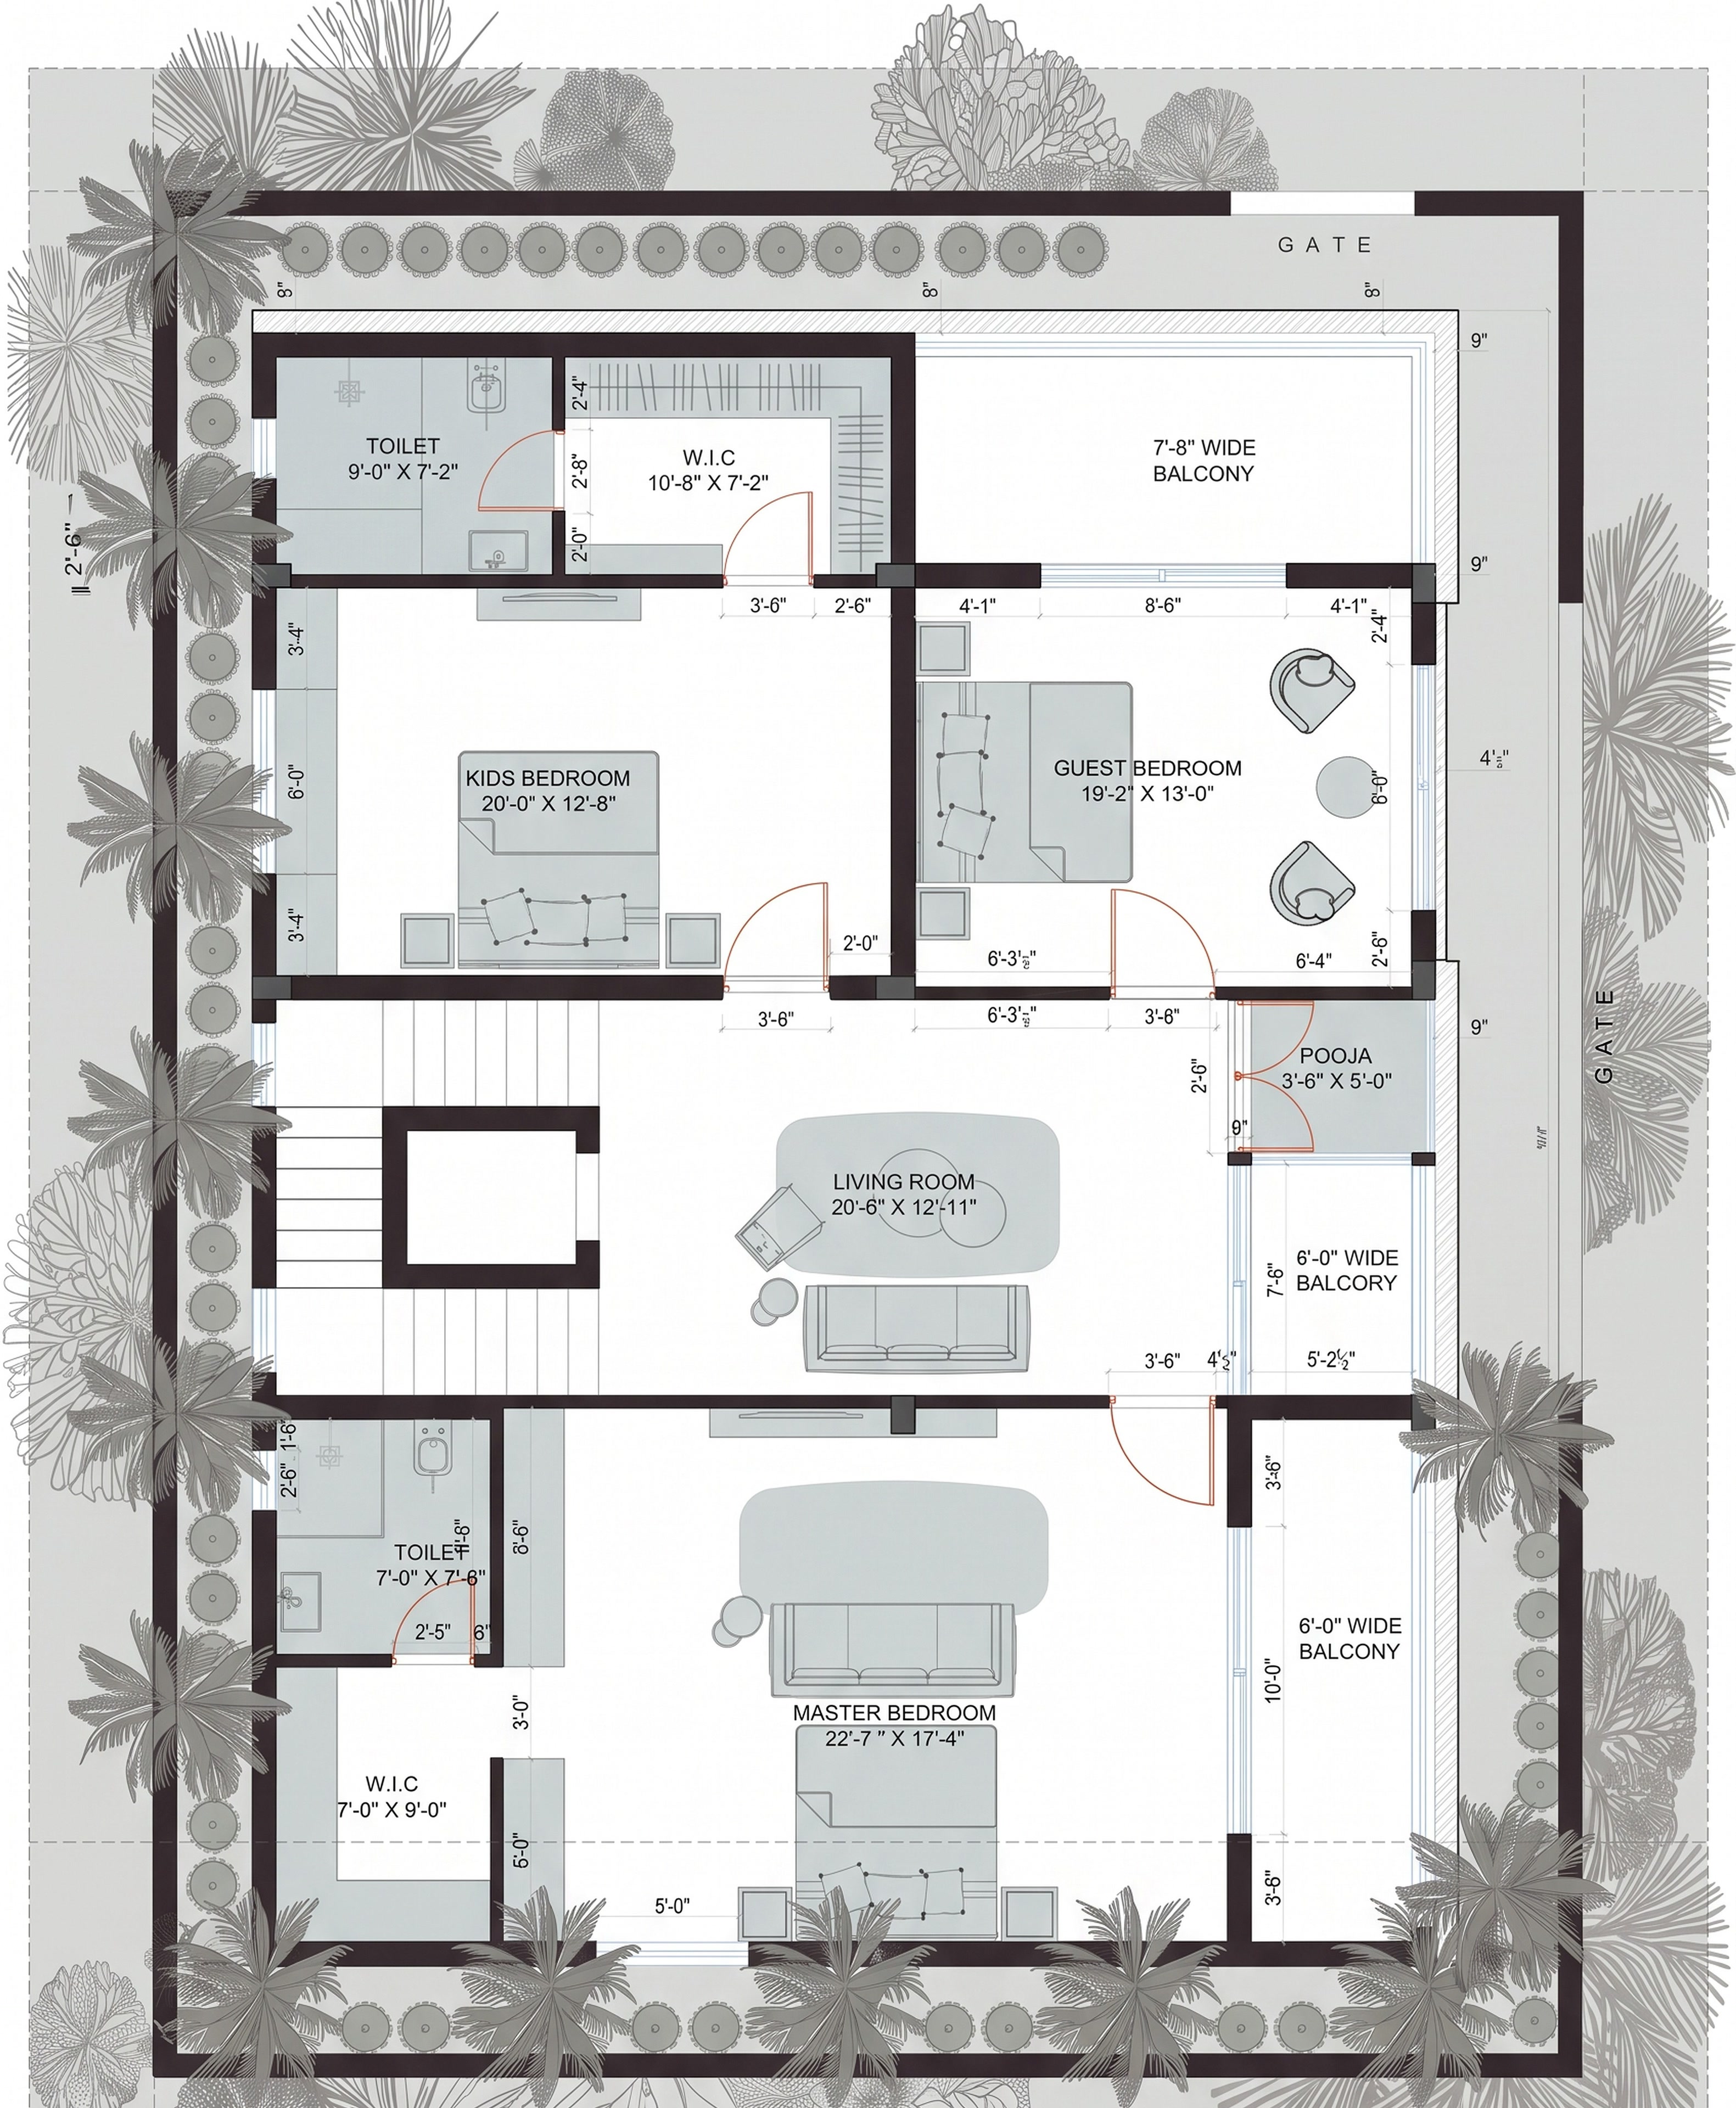 GATE
8"
8"
8"
9"
2'-4"
TOILET
9'-0" X 7'-2"
2'-8"
W.I.C
10'-8" X 7'-2"
7'-8" WIDE
BALCONY
2'-6"
2'-0"
9"
3'-6"
2'-6"
4'-1"
8'-6"
4'-1"
2'-4"
3'-4"
KIDS BEDROOM
20'-0" X 12'-8"
6'-0"
GUEST BEDROOM
19'-2" X 13'-0"
6'-0"
3'-4"
2'-0"
6'-3
6'-4"
2'-6"
3'-6"
6'-3
3'-6"
9"
GATE
POOJA
3'-6" X 5'-0"
2'-6"
9"
LIVING ROOM
20'-6" X 12'-11"
7'-6"
6'-0" WIDE
BALCORY
3'-6"
5'-2½"
1'-6"
2'-6"
3'-6"
TOILET
7'-0" X 7'-6"
2'-5"
6"
6'-0" WIDE
BALCONY
10'-0"
3'-0"
MASTER BEDROOM
22'-7 " X 17'-4"
W.I.C
7'-0" X 9'-0"
5'-0"
3'-6"
5'-0"